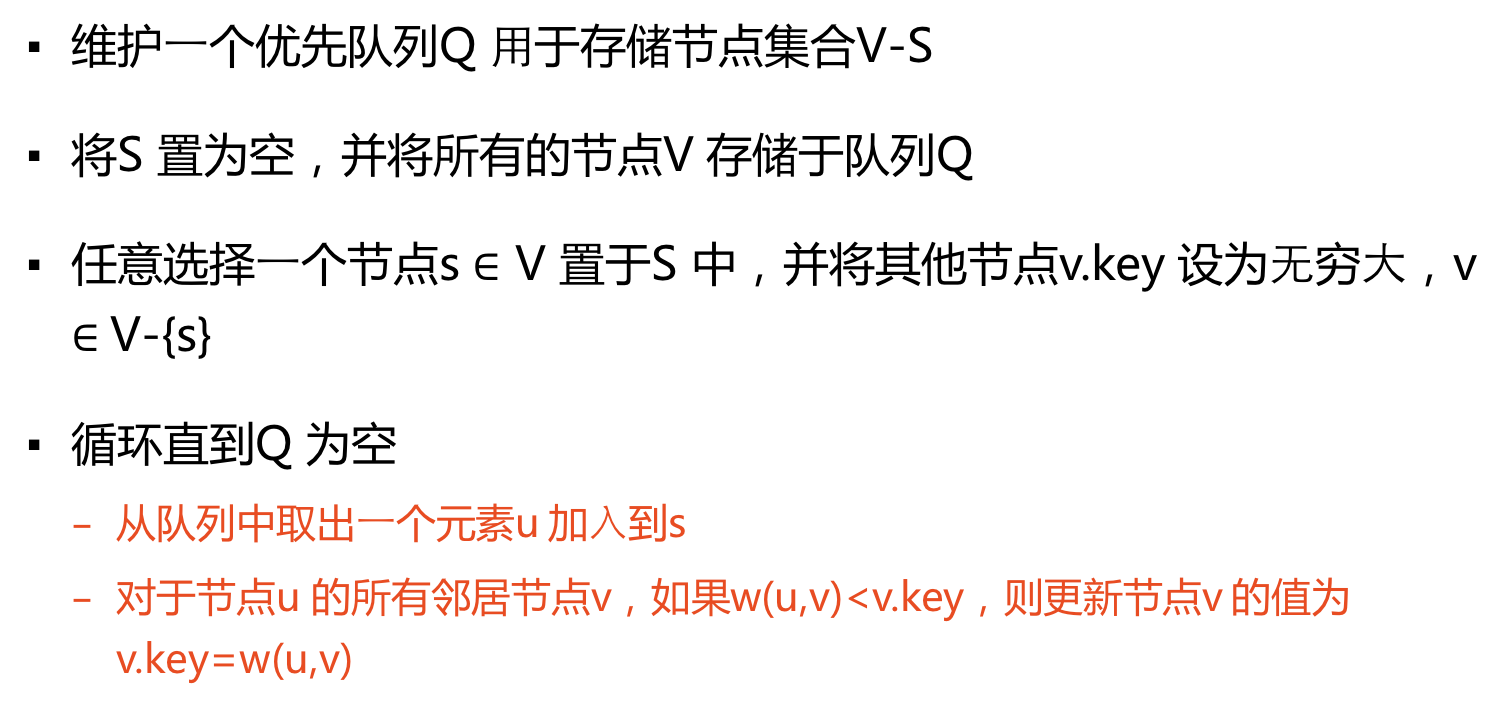 ▪ 维护一个优先队列Q 用于存储节点集合V-S
▪ 将S 置为空，并将所有的节点V 存储于队列Q
▪ 任意选择一个节点s ∈ V 置于S 中，并将其他节点v.key 设为无穷大，v
∈ V-{s}
▪ 循环直到Q 为空
– 从队列中取出一个元素u 加入到s
– 对于节点u 的所有邻居节点v，如果w(u,v)<v.key，则更新节点v 的值为
v.key=w(u,v)